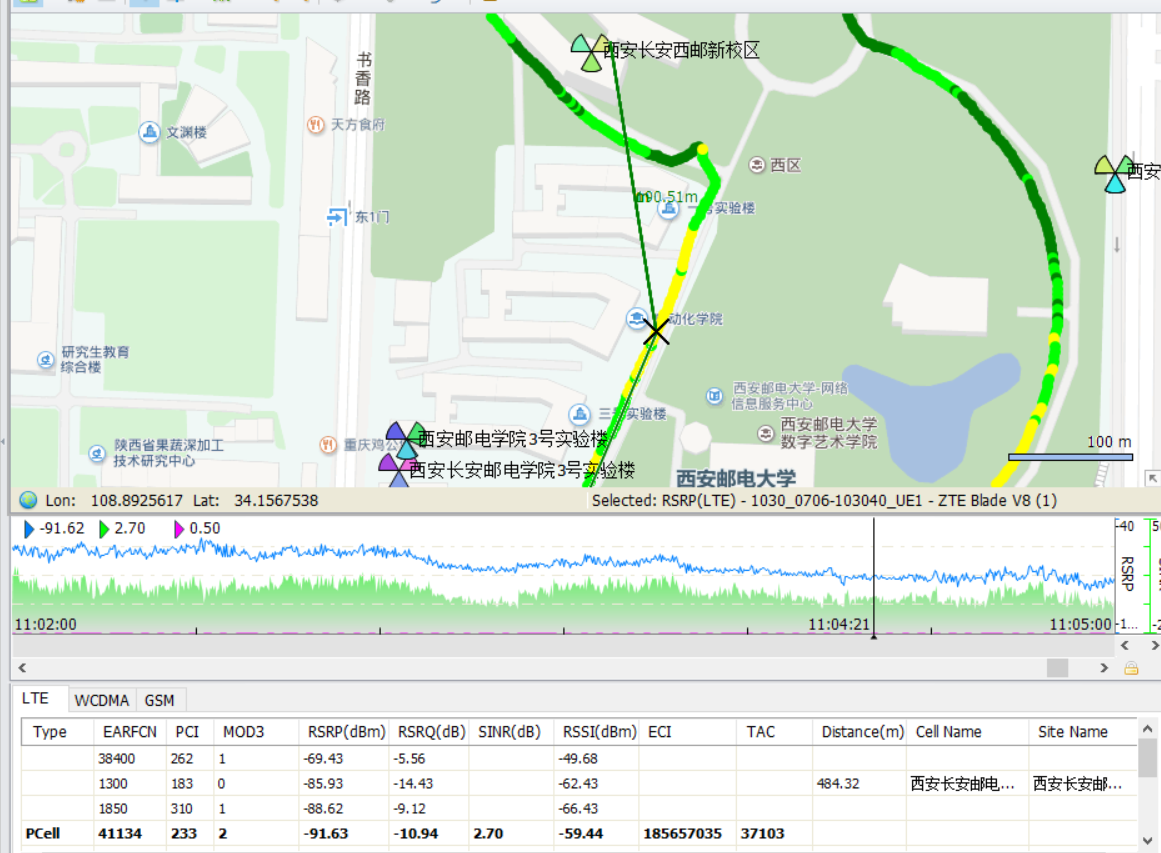 西安长安西邮新校区
书香路
天方食府
文渊楼
西区
西安
190.51m
东1门
动化学院
研究生教育
综合楼
西安邮电大学-网络
信息服务中心
三号实验楼
西安邮电大学
数字艺术学院
西安邮电学院3号实验楼
100 m
陕西省果蔬深加工
技术研究中心
重庆鸡公
西安长安邮电学院3号实验楼
西安邮电大学
Lon: 108.8925617 Lat: 34.1567538
Selected: RSRP(LTE) - 1030_0706-103040_UE1 - ZTE Blade V8 (1)
-91.62 2.70 0.50
-40
RSRP
11:02:00 11:04:21 11:05:00 -1...
LTE WCDMA GSM
Type EARFCN PCI MOD3 RSRP(dBm) RSRQ(dB) SINR(dB) RSSI(dBm) ECI TAC Distance(m) Cell Name Site Name
38400 262 1 -69.43 -5.56 -49.68
1300 183 0 -85.93 -14.43 -62.43 484.32 西安长安邮电... 西安长安邮...
1850 310 1 -88.62 -9.12 -66.43
PCell 41134 233 2 -91.63 -10.94 2.70 -59.44 185657035 37103